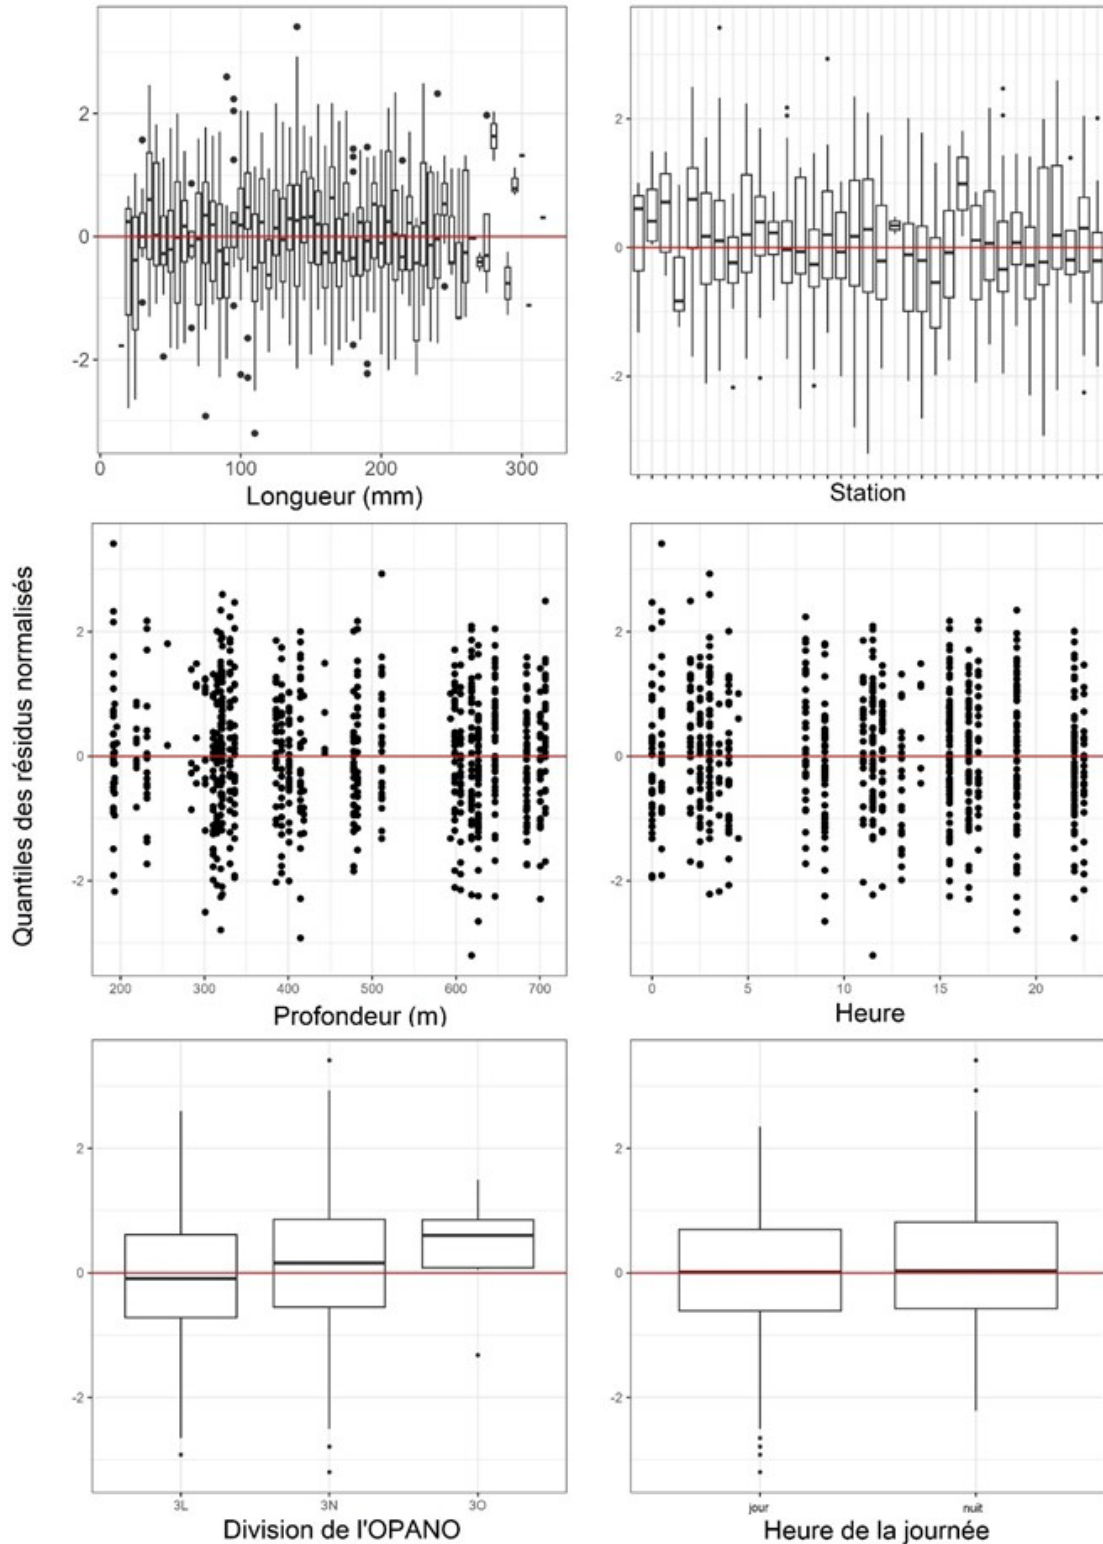 2
0
-2
0
100
200
300
Longueur (mm)
2
0
-2
Station
Quantiles des résidus normalisés
2
0
-2
200
300
400
500
600
700
Profondeur (m)
2
0
-2
0
5
10
15
20
Heure
2
0
-2
3L
3N
3O
Division de l'OPANO
2
0
-2
jour
nuit
Heure de la journée